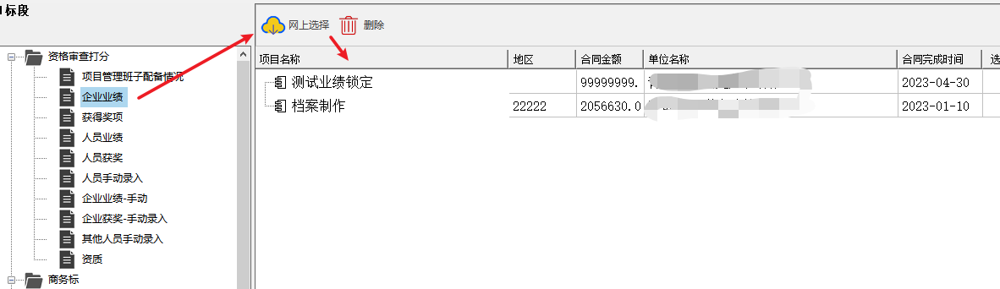 标段
网上选择 删除
资格审查打分
项目管理班子配备情况
企业业绩
获得奖项
人员业绩
人员获奖
人员手动录入
企业业绩-手动
企业获奖-手动录入
其他人员手动录入
资质
商务标
项目名称 地区 合同金额 单位名称 合同完成时间 选
测试业绩锁定 99999999. 2023-04-30
档案制作 22222 2056630.0 2023-01-10